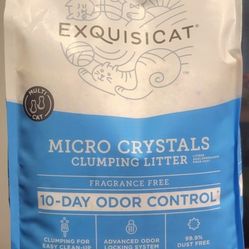 EXQUISICAT®
MULTI
CAT
MICRO CRYSTALS
CLUMPING LITTER
FRAGRANCE FREE
10-DAY ODOR CONTROL
CLUMPING FOR
EASY CLEAN-UP
ADVANCED ODOR
LOCKING SYSTEM
99.9%
DUST FREE